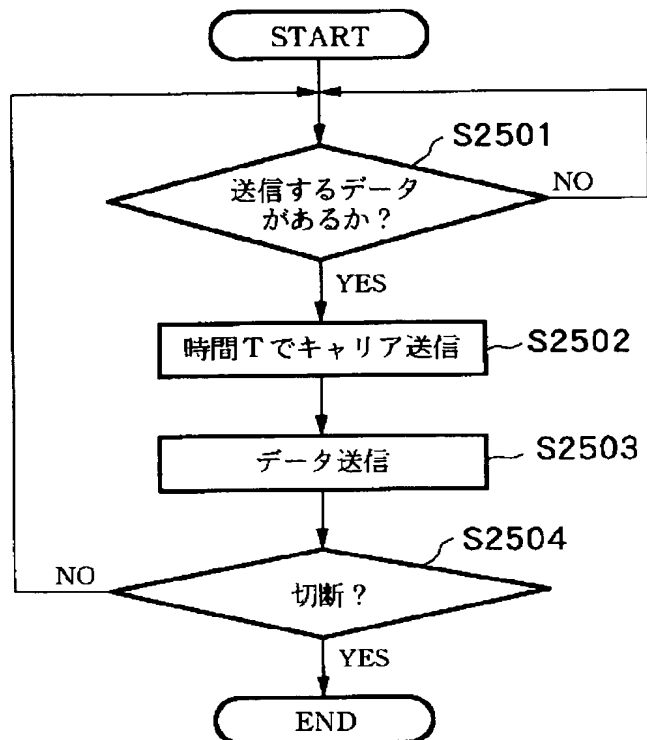 START
S2501
送信するデータ
があるか？
NO
YES
時間Tでキャリア送信
S2502
データ送信
S2503
S2504
切断？
NO
YES
END